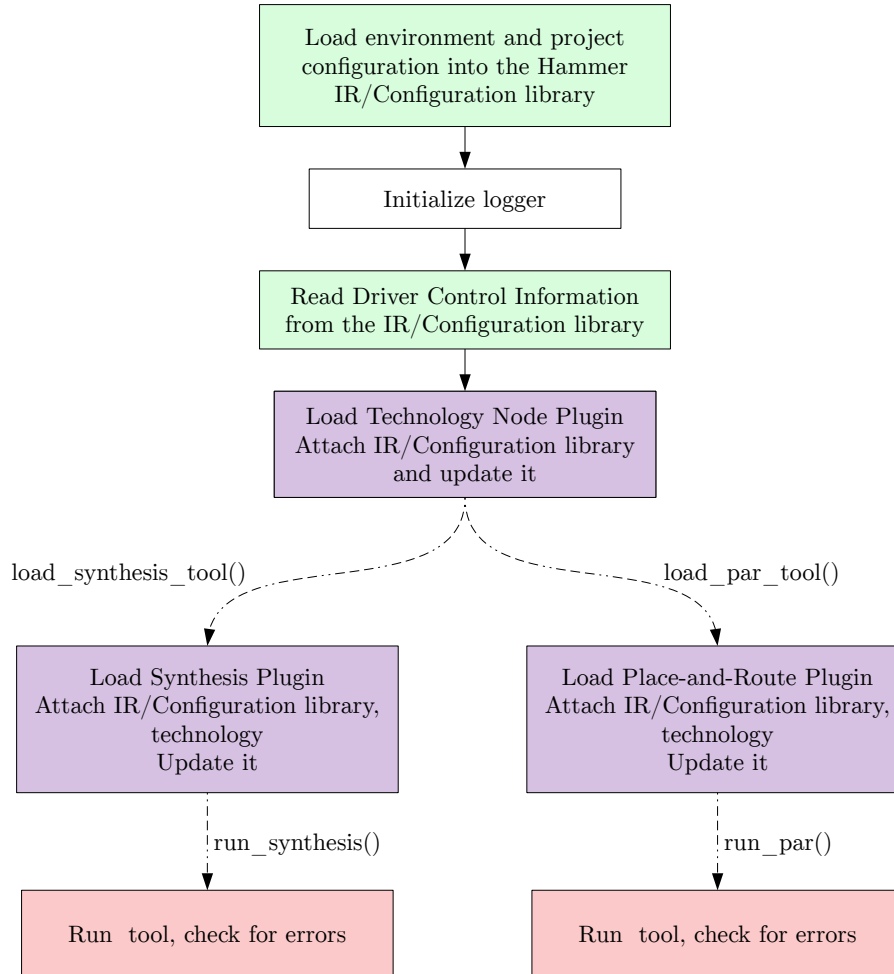 Load environment and project
configuration into the Hammer
IR/Configuration library
Initialize logger
Read Driver Control Information
from the IR/Configuration library
Load Technology Node Plugin
Attach IR/Configuration library
and update it
load_synthesis_tool()
load_par_tool()
Load Synthesis Plugin
Attach IR/Configuration library,
technology
Update it
Load Place-and-Route Plugin
Attach IR/Configuration library,
technology
Update it
run_synthesis()
run_par()
Run  tool, check for errors
Run  tool, check for errors